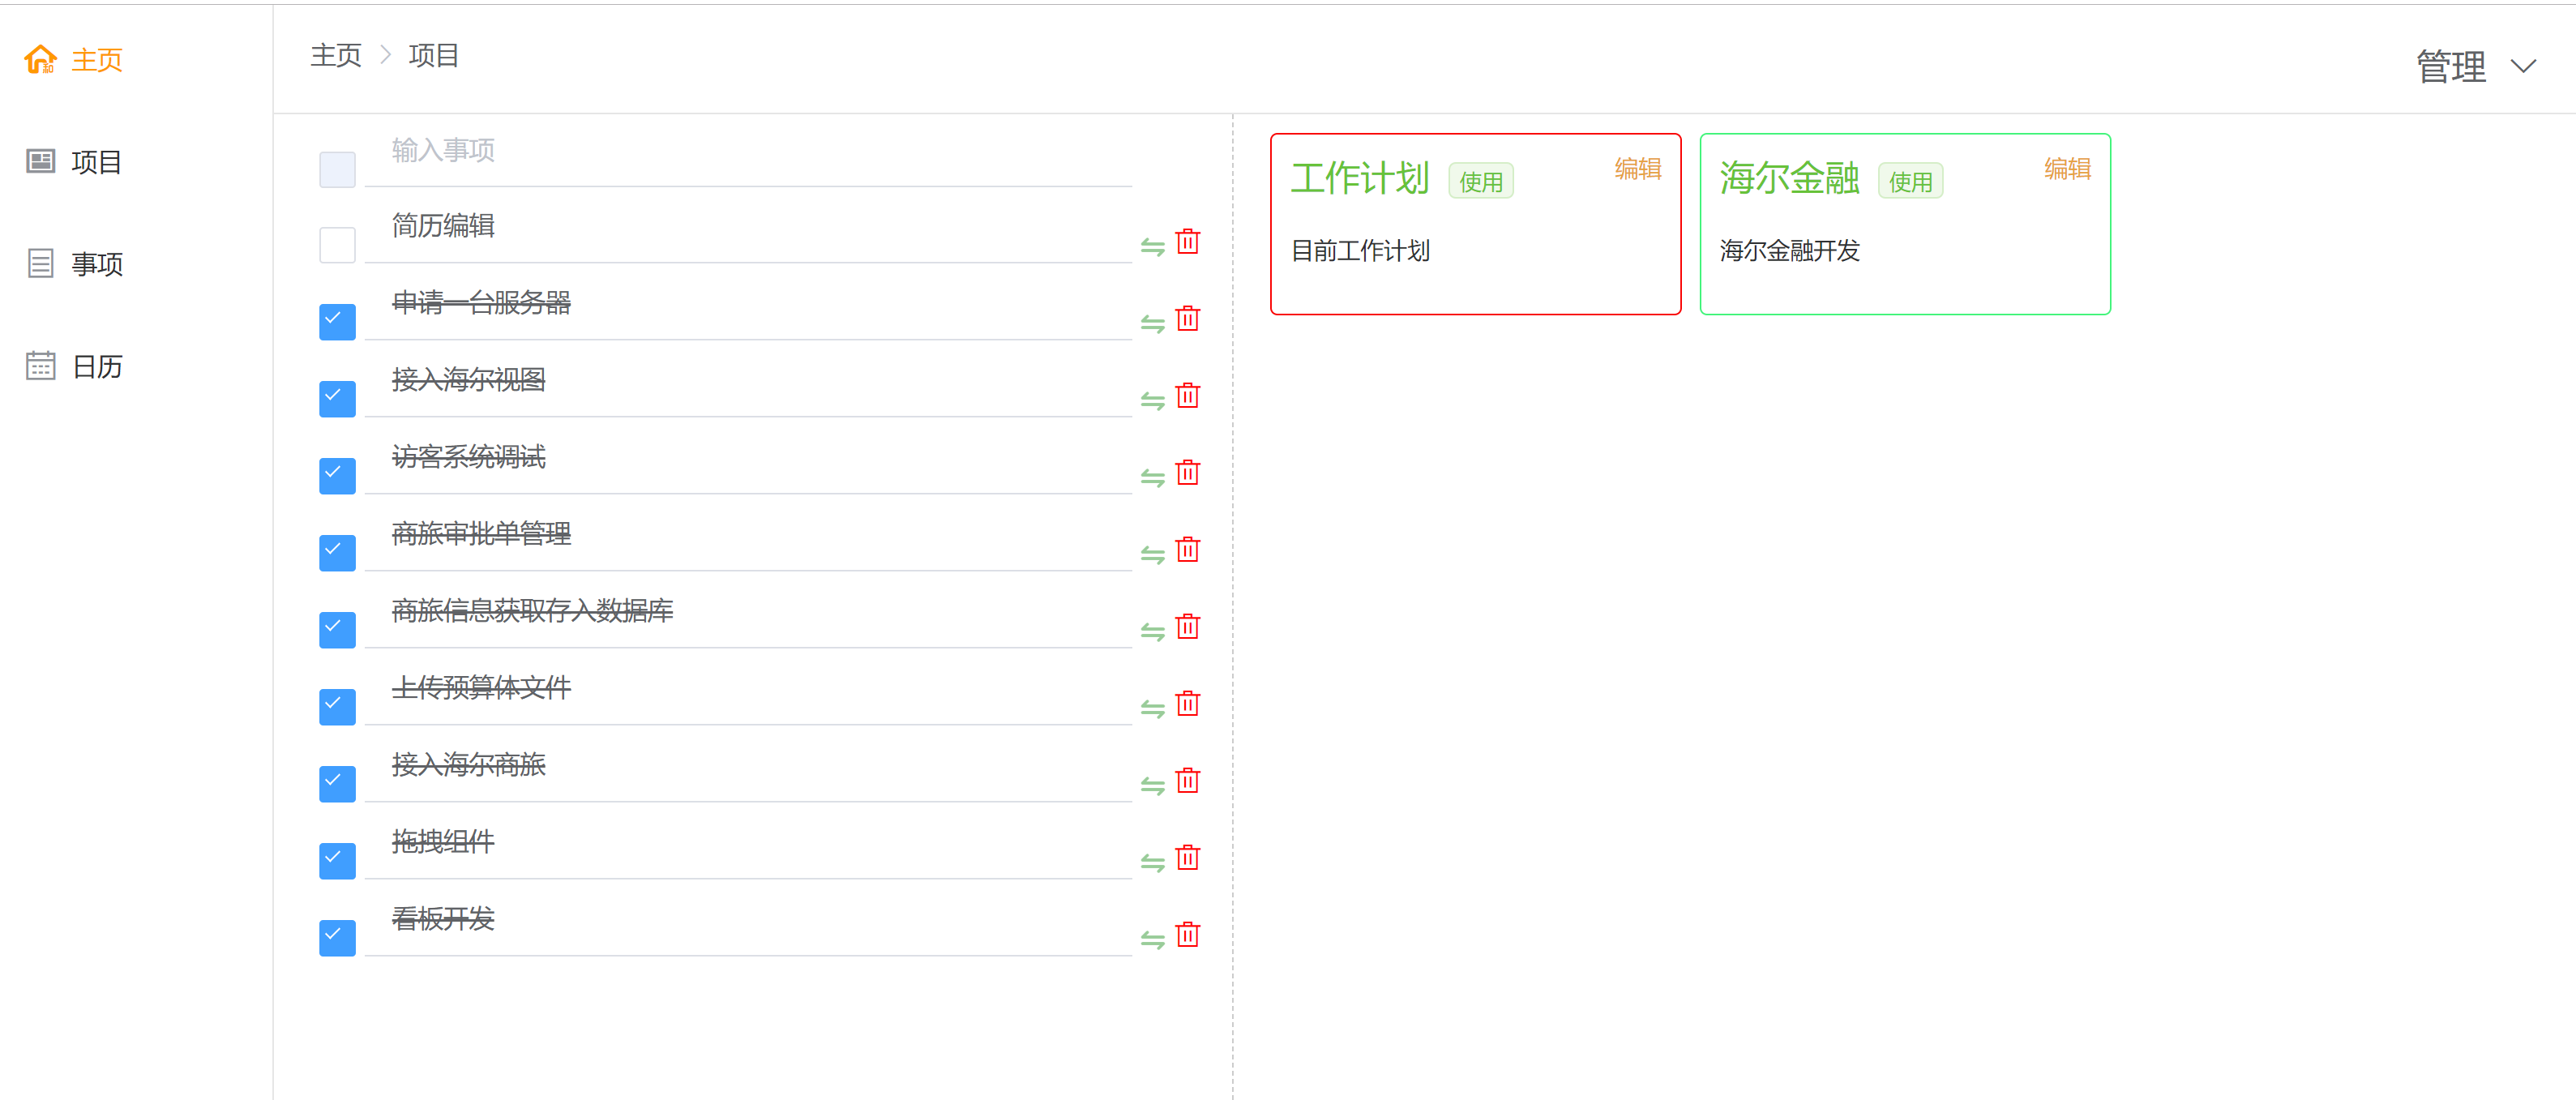 主页
项目
事项
日历
主页 > 项目
管理
输入事项
简历编辑
申请一台服务器
接入海尔视图
访客系统调试
商旅审批单管理
商旅信息获取存入数据库
上传预算体文件
接入海尔商旅
拖拽组件
看板开发
工作计划 使用 编辑
目前工作计划
海尔金融 使用 编辑
海尔金融开发